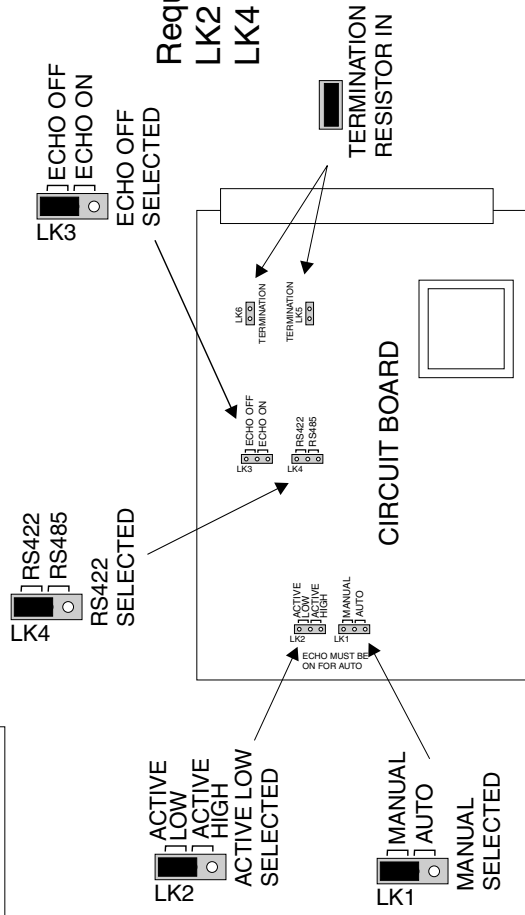 LK3
ECHO OFF
ECHO ON
ECHO OFF
SELECTED
LK2
LK4
TERMINATION
RESISTOR IN
LK4
RS422
RS485
RS422
SELECTED
LK6
TERMINATION
TERMINATION
LK5
LK3
ECHO OFF
ECHO ON
LK4
RS422
RS485
CIRCUIT BOARD
LK2
ACTIVE
LOW
ACTIVE
HIGH
ECHO MUST BE
ON FOR AUTO
LK1
MANUAL
AUTO
LK2
ACTIVE
LOW
ACTIVE
HIGH
ACTIVE LOW
SELECTED
LK1
MANUAL
AUTO
MANUAL
SELECTED